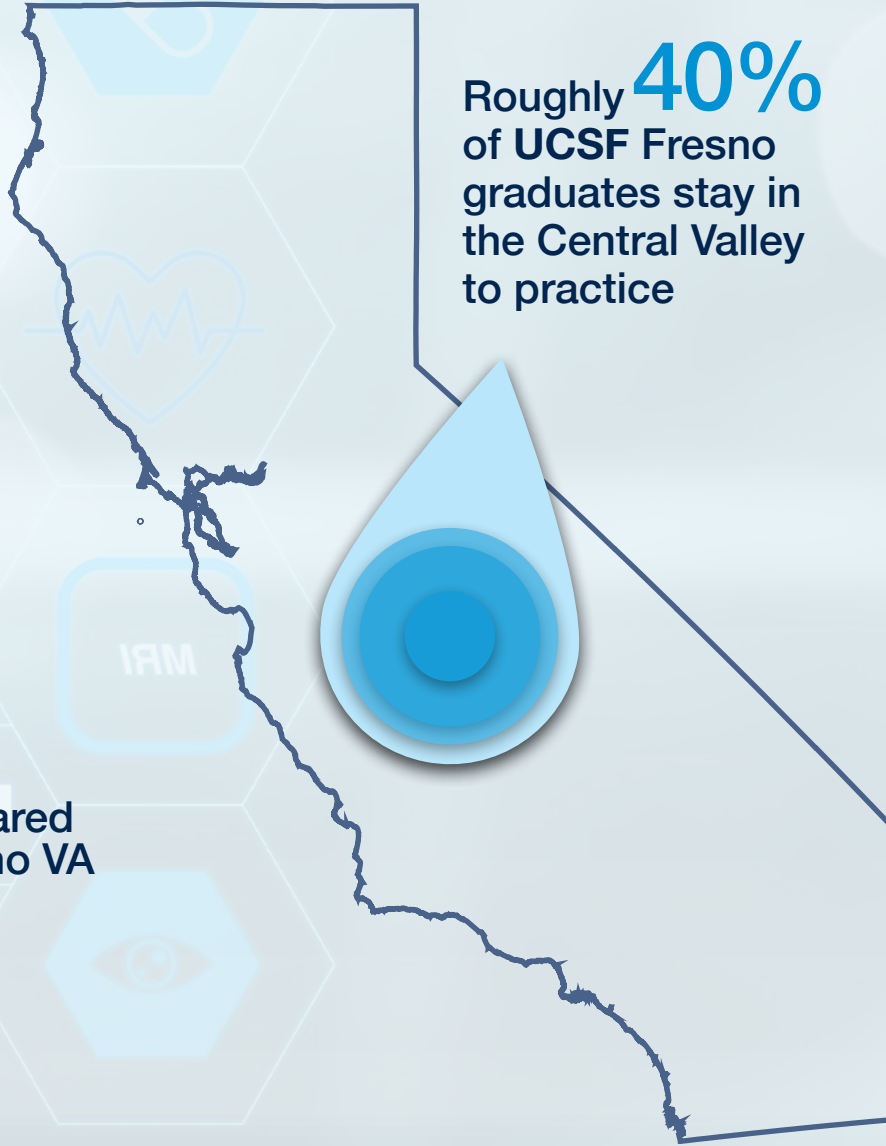 Roughly 40%
of UCSF Fresno
graduates stay in
the Central Valley
to practice
MRI
ared
no VA